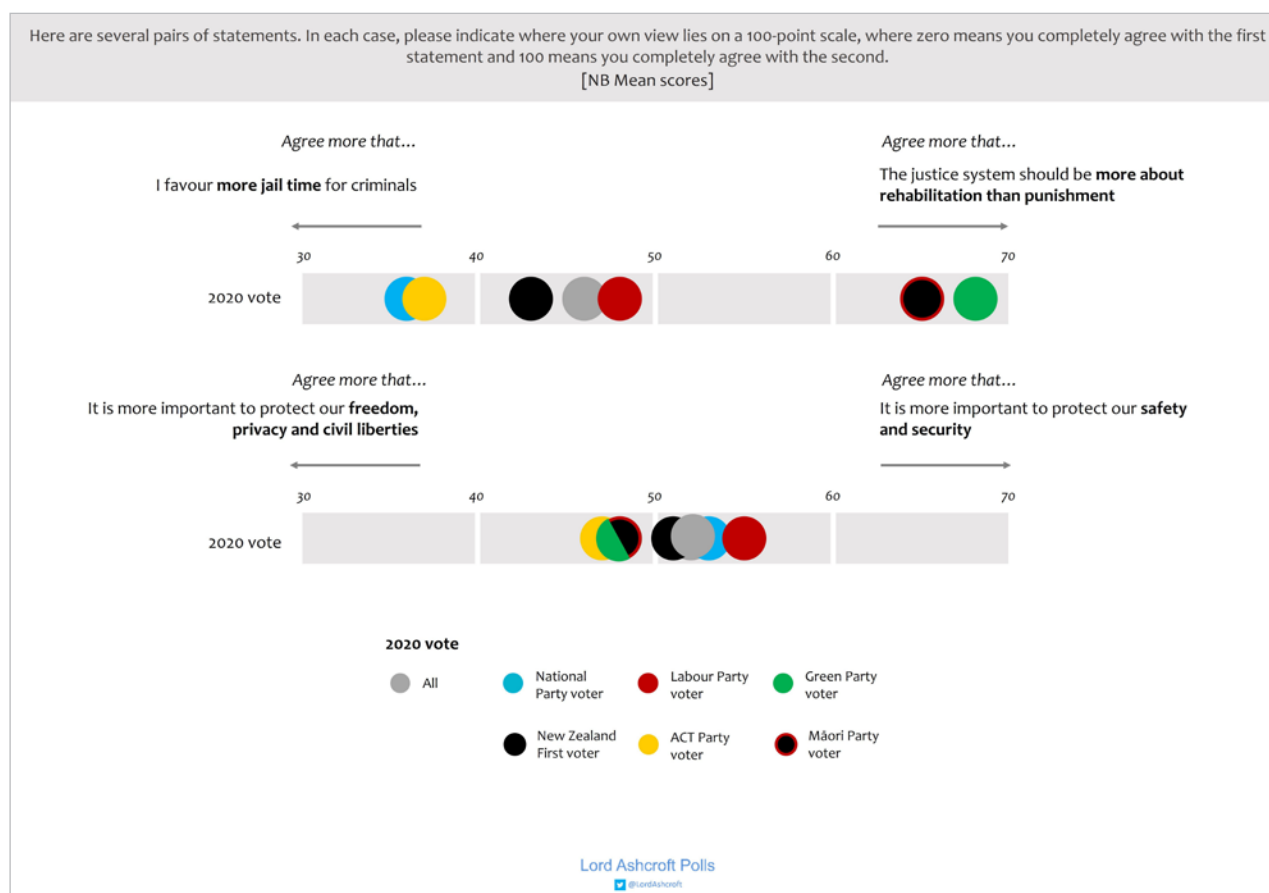 Here are several pairs of statements. In each case, please indicate where your own view lies on a 100-point scale, where zero means you completely agree with the first
statement and 100 means you completely agree with the second.
[NB Mean scores]
Agree more that...
I favour more jail time for criminals
Agree more that...
The justice system should be more about
rehabilitation than punishment
30 40 50 60 70
2020 vote
Agree more that...
It is more important to protect our freedom,
privacy and civil liberties
Agree more that...
It is more important to protect our safety
and security
30 40 50 60 70
2020 vote
2020 vote
All
National
Party voter
Labour Party
voter
Green Party
voter
New Zealand
First voter
ACT Party
voter
Māori Party
voter
Lord Ashcroft Polls
@LordAshcroft